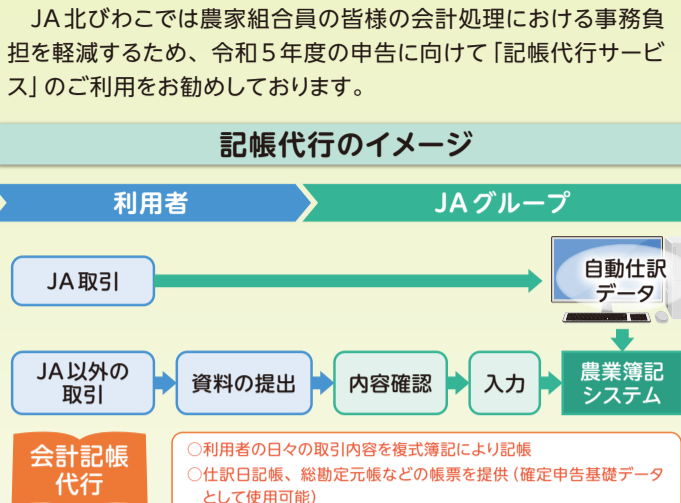 JA北びわこでは農家組合員の皆様の会計処理における事務負
担を軽減するため、令和5年度の申告に向けて「記帳代行サービ
ス」のご利用をお勧めしております。
記帳代行のイメージ
利用者
JAグループ
JA取引
自動仕訳
データ
JA以外の
取引
資料の提出
内容確認
入力
農業簿記
システム
会計記帳
代行
○利用者の日々の取引内容を複式簿記により記帳
○仕訳日記帳、総勘定元帳などの帳票を提供(確定申告基礎データ
として使用可能)